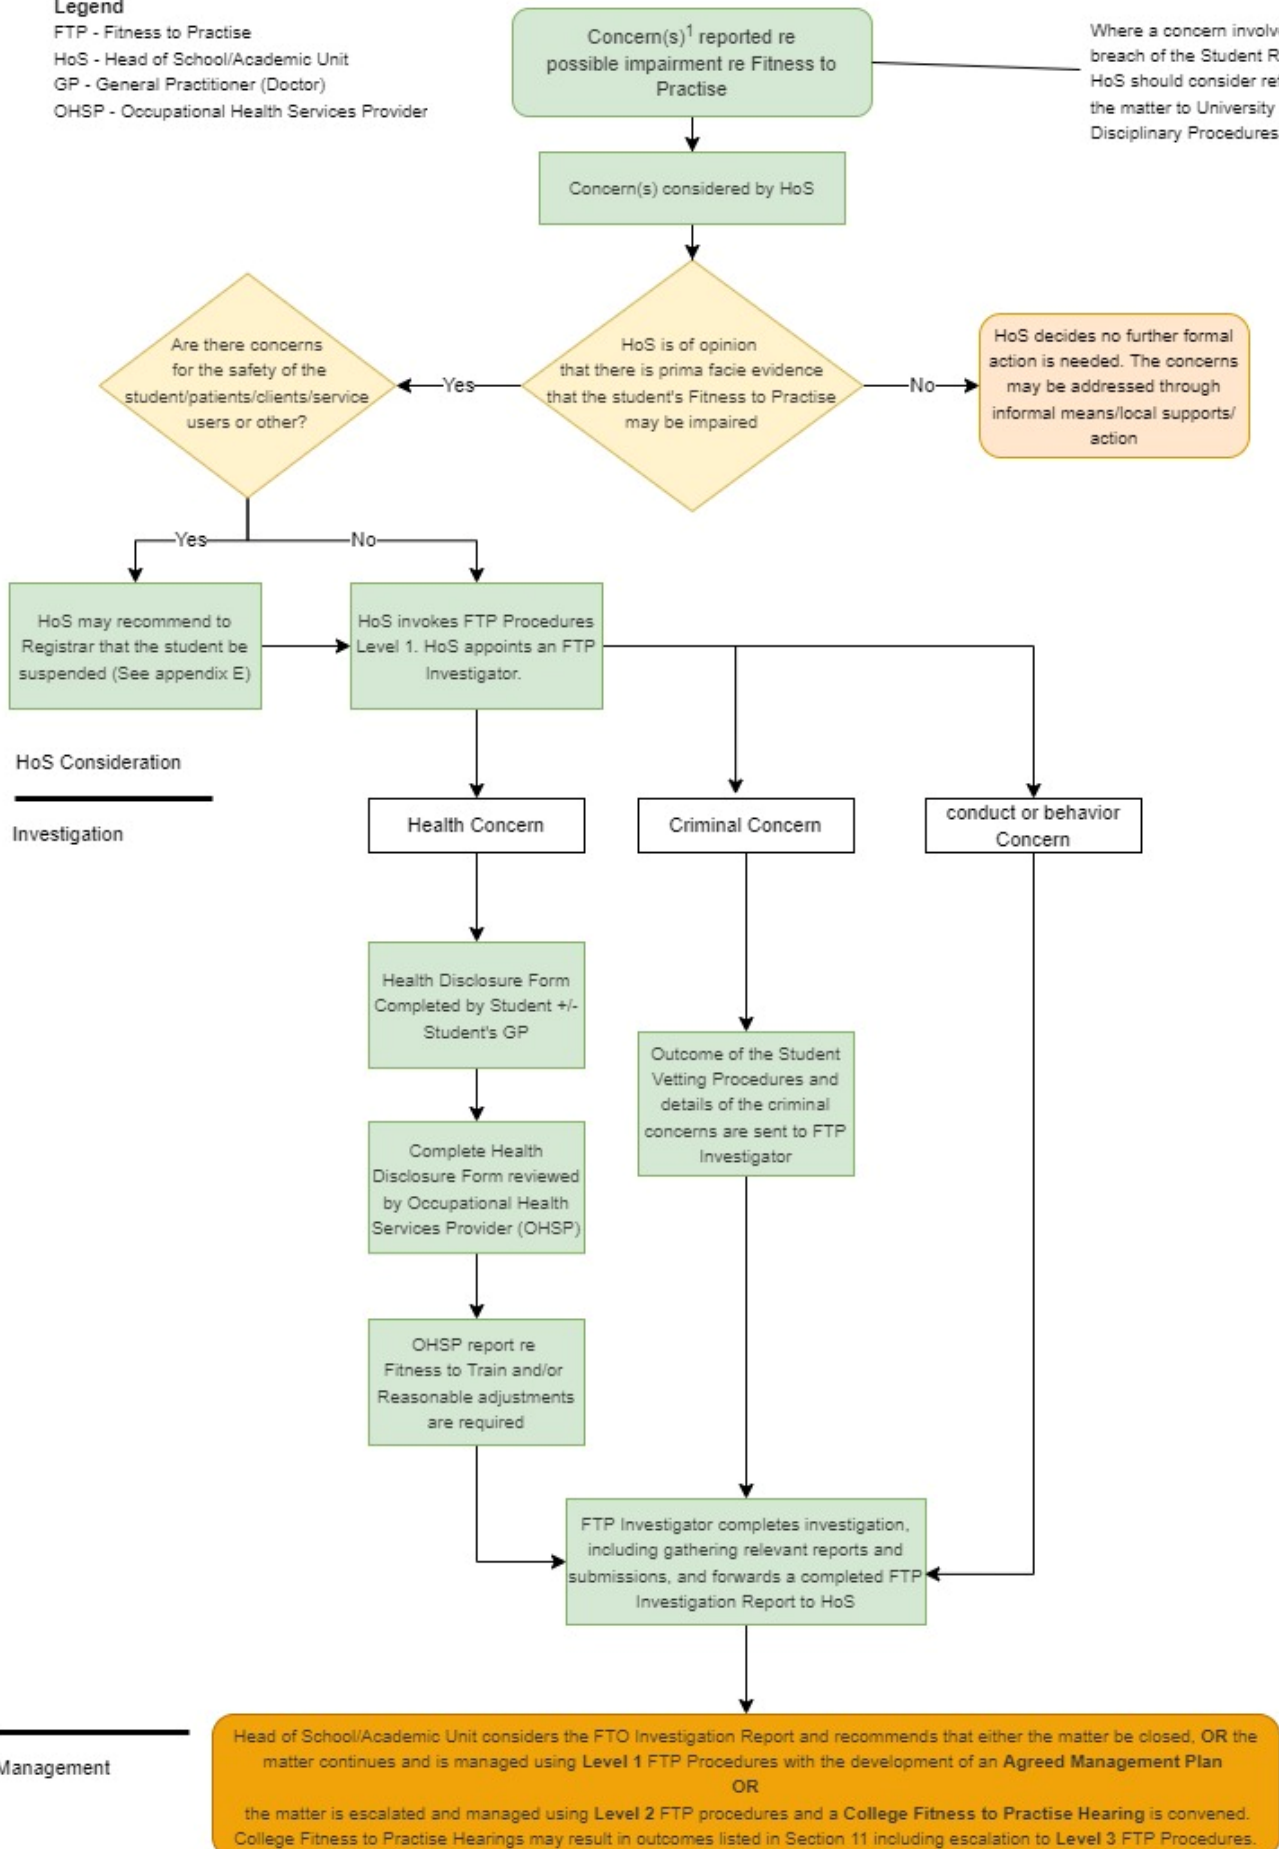 Legend
FTP - Fitness to Practise
HoS - Head of School/Academic Unit
GP - General Practitioner (Doctor)
OHSP - Occupational Health Services Provider
Concern(s)1 reported re
possible impairment re Fitness to
Practise
Where a concern
breach of the Student
HoS should consider
the matter to University
Disciplinary Procedures
Concern(s) considered by HoS
Are there concerns
for the safety of the
student/patients/clients/service
users or other?
Yes
HoS is of opinion
that there is prima facie evidence
that the student's Fitness to Practise
may be impaired
No
HoS decides no further formal
action is needed. The concerns
may be addressed through
informal means/local supports/
action
Yes
No
HoS may recommend to
Registrar that the student be
suspended (See appendix E)
HoS invokes FTP Procedures
Level 1. HoS appoints an FTP
Investigator.
HoS Consideration
Investigation
Health Concern
Criminal Concern
conduct or behavior
Concern
Health Disclosure Form
Completed by Student +/-
Student's GP
Outcome of the Student
Vetting Procedures and
details of the criminal
concerns are sent to FTP
Investigator
Complete Health
Disclosure Form reviewed
by Occupational Health
Services Provider (OHSP)
OHSP report re
Fitness to Train and/or
Reasonable adjustments
are required
FTP Investigator completes investigation,
including gathering relevant reports and
submissions, and forwards a completed FTP
Investigation Report to HoS
Management
Head of School/Academic Unit considers the FTO Investigation Report and recommends that either the matter be closed, OR the
matter continues and is managed using Level 1 FTP Procedures with the development of an Agreed Management Plan
OR
the matter is escalated and managed using Level 2 FTP procedures and a College Fitness to Practise Hearing is convened.
College Fitness to Practise Hearings may result in outcomes listed in Section 11 including escalation to Level 3 FTP Procedures.